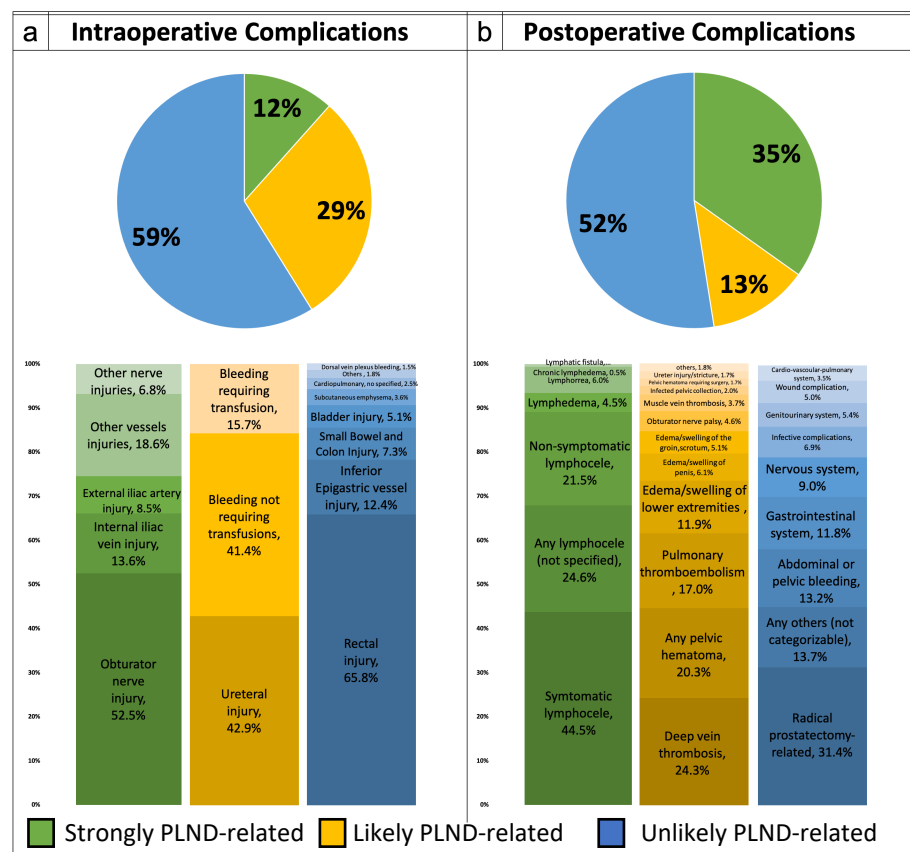 a Intraoperative Complications
12%
29%
59%
100%
90%
80%
70%
60%
50%
40%
30%
20%
10%
0%
Other nerve
injuries, 6.8%
Other vessels
injuries, 18.6%
External iliac artery
injury, 8.5%
Internal iliac
vein injury,
13.6%
Obturator
nerve
injury,
52.5%
Bleeding
requiring
transfusion,
15.7%
Bleeding not
requiring
transfusions,
41.4%
Ureteral
injury,
42.9%
Dorsal vein plexus bleeding, 1.5%
Others , 1.8%
Cardiopulmonary, no specified, 2.5%
Subcutaneous emphysema, 3.6%
Bladder injury, 5.1%
Small Bowel and
Colon Injury, 7.3%
Inferior
Epigastric vessel
injury, 12.4%
Rectal
injury,
65.8%
b Postoperative Complications
35%
13%
52%
100%
90%
80%
70%
60%
50%
40%
30%
20%
10%
0%
Lymphatic fistula,...
Chronic lymphedema, 0.5%
Lymphorrea, 6.0%
Lymphedema, 4.5%
Non-symptomatic
lymphocele,
21.5%
Any lymphocele
(not specified),
24.6%
Symtomatic
lymphocele,
44.5%
others, 1.8%
Ureter injury/stricture, 1.7%
Pelvic hematoma requiring surgery, 1.7%
Infected pelvic collection, 2.0%
Muscle vein thrombosis, 3.7%
Obturator nerve palsy, 4.6%
Edema/swelling of the
groin,scrotum, 5.1%
Edema/swelling of
penis, 6.1%
Edema/swelling of
lower extremities ,
11.9%
Pulmonary
thromboembolism
, 17.0%
Any pelvic
hematoma,
20.3%
Deep vein
thrombosis,
24.3%
Cardio-vascular-pulmonary
system, 3.5%
Wound complication,
5.0%
Genitourinary system, 5.4%
Infective complications,
6.9%
Nervous system,
9.0%
Gastrointestinal
system, 11.8%
Abdominal or
pelvic bleeding,
13.2%
Any others (not
categorizable),
13.7%
Radical
prostatectomy-
related, 31.4%
Strongly PLND-related Likely PLND-related Unlikely PLND-related